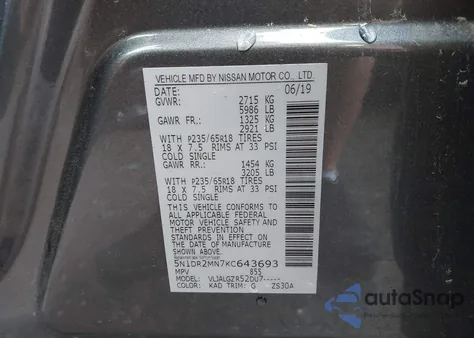 VEHICLE MFD BY NISSAN MOTOR CO., LTD.
DATE: 06/19
GVWR: 2715 KG
5986 LB
GAWR FR.: 1325 KG
2921 LB
WITH P235/65R18 TIRES
18 X 7.5 RIMS AT 33 PSI
COLD SINGLE
GAWR RR.: 1454 KG
3205 LB
WITH P235/65R18 TIRES
18 X 7.5 RIMS AT 33 PSI
COLD SINGLE
THIS VEHICLE CONFORMS TO
ALL APPLICABLE FEDERAL
MOTOR VEHICLE SAFETY
AND THEFT PREVENTION
STANDARDS IN EFFECT ON
THE DATE OF MANUFACTURE
SHOWN ABOVE.
5N1DR2MN7KC643693
MPV 855
MODEL: VLJALGZR52DU7-----
COLOR: KAD TRIM: G ZS30A
autoSnap